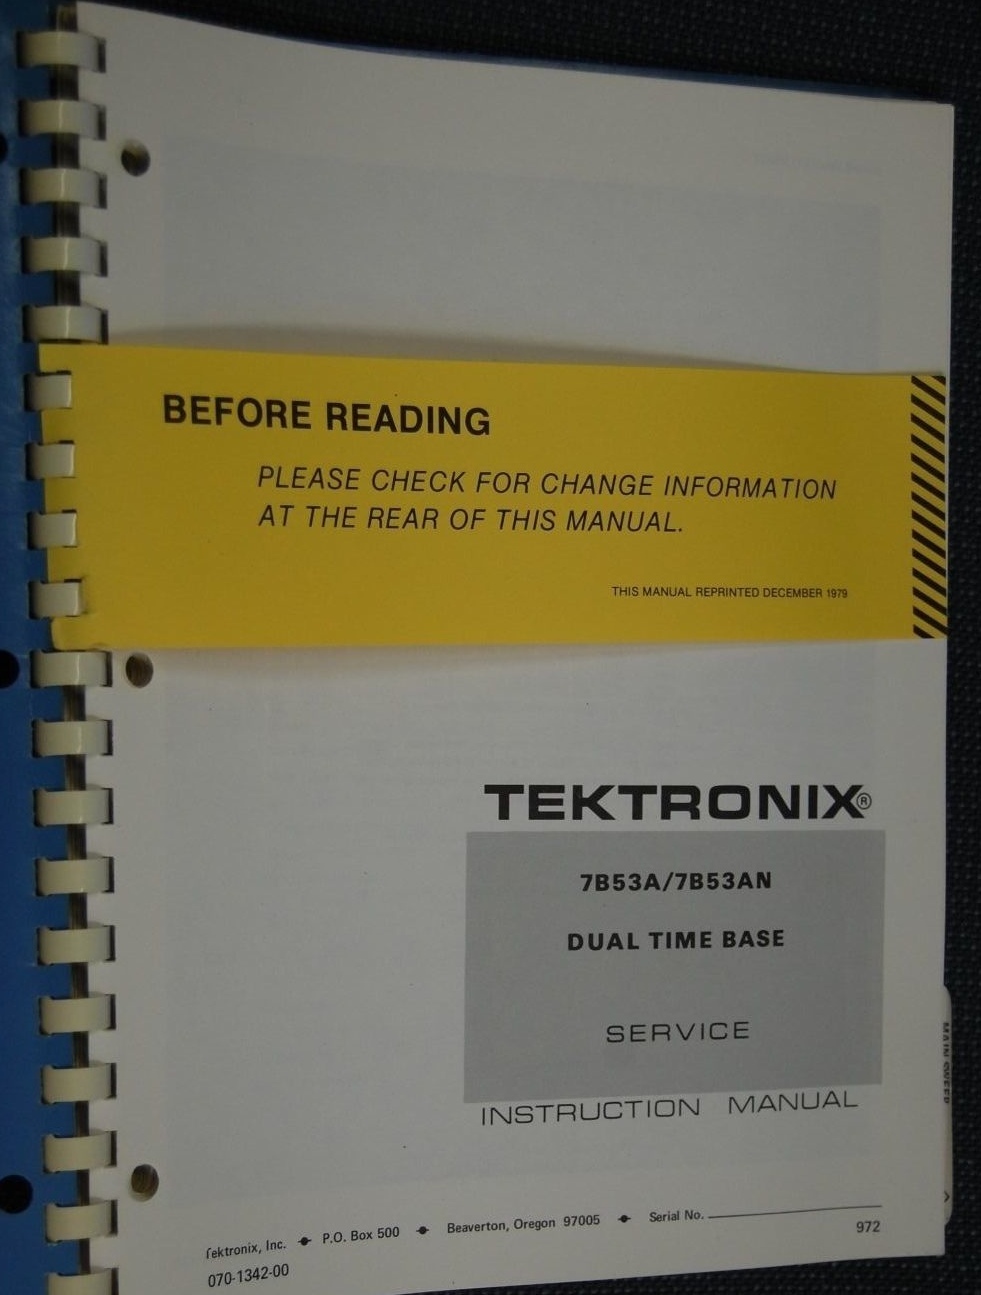 BEFORE READING
PLEASE CHECK FOR CHANGE INFORMATION
AT THE REAR OF THIS MANUAL.
THIS MANUAL REPRINTED DECEMBER 1979
TEKTRONIX®
7B53A/7B53AN
DUAL TIME BASE
SERVICE
INSTRUCTION MANUAL
MAIN SWEEP
Tektronix, Inc. P.O. Box 500 Beaverton, Oregon 97005 Serial No.
972
070-1342-00